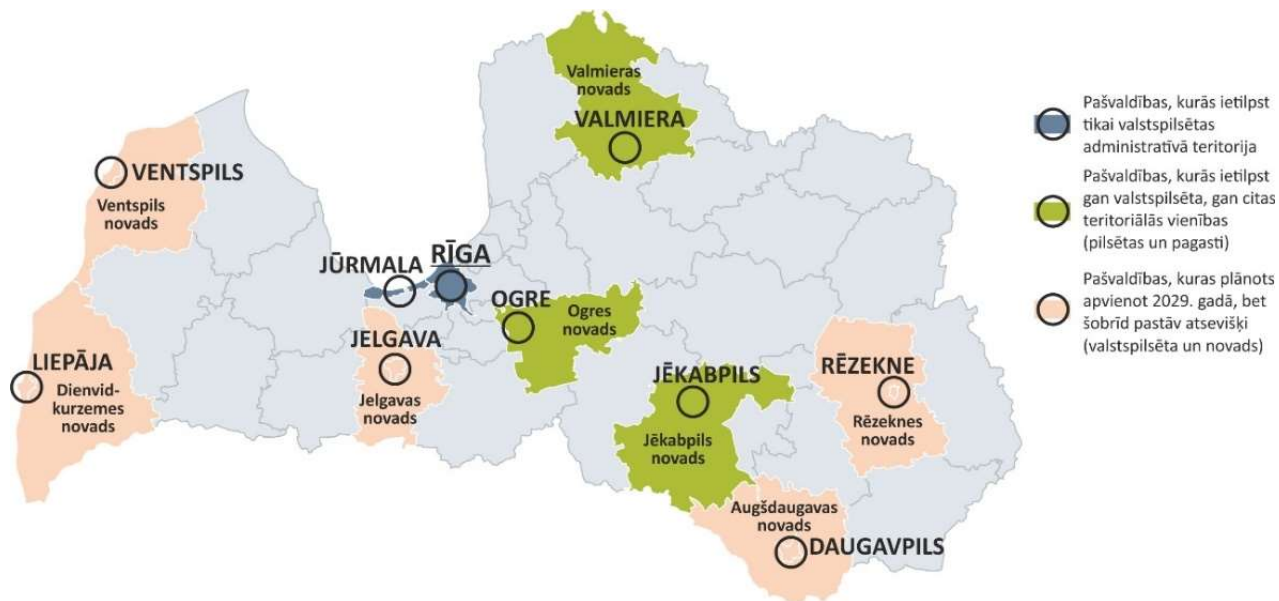 Valmieras
novads
VALMIERA
VENTSPILS
Ventspils
novads
JŪRMALA
RĪGA
OGRE
Ogres
novads
LIEPĀJA
Dienvid-
kurzemes
novads
JELGAVA
Jelgavas
novads
JĒKABPILS
Jēkabpils
novads
RĒZEKNE
Rēzeknes
novads
Augšdaugavas
novads
DAUGAVPILS
Pašvaldības, kurās ietilpst
tikai valstspilsētas
administratīvā teritorija
Pašvaldības, kurās ietilpst
gan valstspilsēta, gan citas
teritoriālās vienības
(pilsētas un pagasti)
Pašvaldības, kuras plānots
apvienot 2029. gadā, bet
šobrīd pastāv atsevišķi
(valstspilsēta un novads)